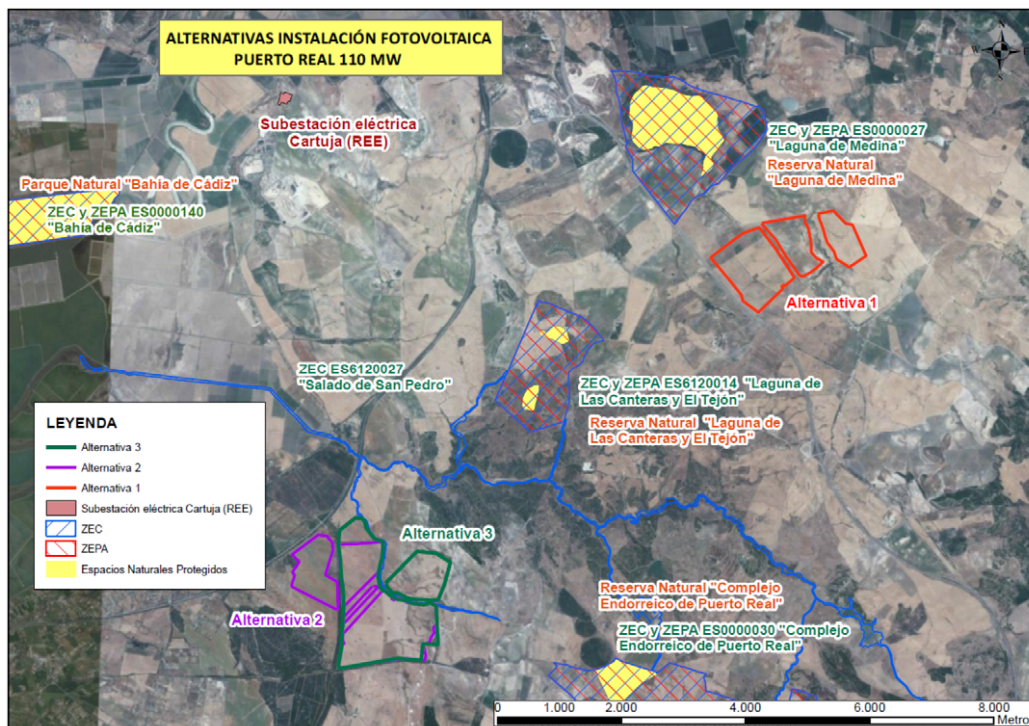 ALTERNATIVAS INSTALACIÓN FOTOVOLTAICA
PUERTO REAL 110 MW
N
W
Subestación eléctrica
Cartuja (REE)
ZEC y ZEPA ES0000027
"Laguna de Medina"
Reserva Natural
"Laguna de Medina"
Parque Natural "Bahía de Cádiz"
ZEC y ZEPA ES0000140
"Bahía de Cádiz"
Alternativa 1
ZEC ES6120027
"Salado de San Pedro"
ZEC y ZEPA ES6120014 "Laguna de
Las Canteras y El Tejón"
Reserva Natural "Laguna de
Las Canteras y El Tejón"
LEYENDA
Alternativa 3
Alternativa 2
Alternativa 1
Subestación eléctrica Cartuja (REE)
ZEC
ZEPA
Espacios Naturales Protegidos
Alternativa 3
Alternativa 2
Reserva Natural "Complejo
Endorreico de Puerto Real"
ZEC y ZEPA ES0000030 "Complejo
Endorreico de Puerto Real"
0 1.000 2.000 4.000 6.000 8.000